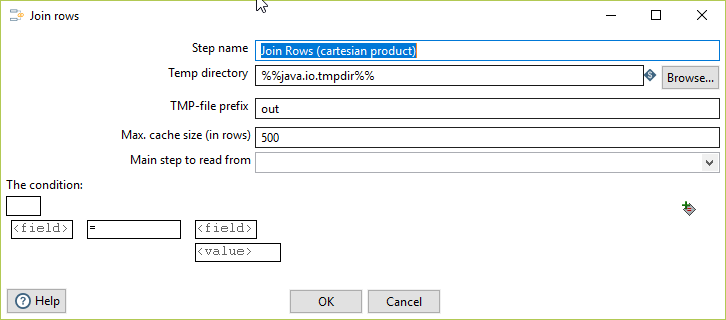 Join rows
Step name Join Rows (cartesian product)
Temp directory %%java.io.tmpdir%% S Browse...
TMP-file prefix out
Max. cache size (in rows) 500
Main step to read from
The condition:
<field> = <field>
<value>
? Help OK Cancel